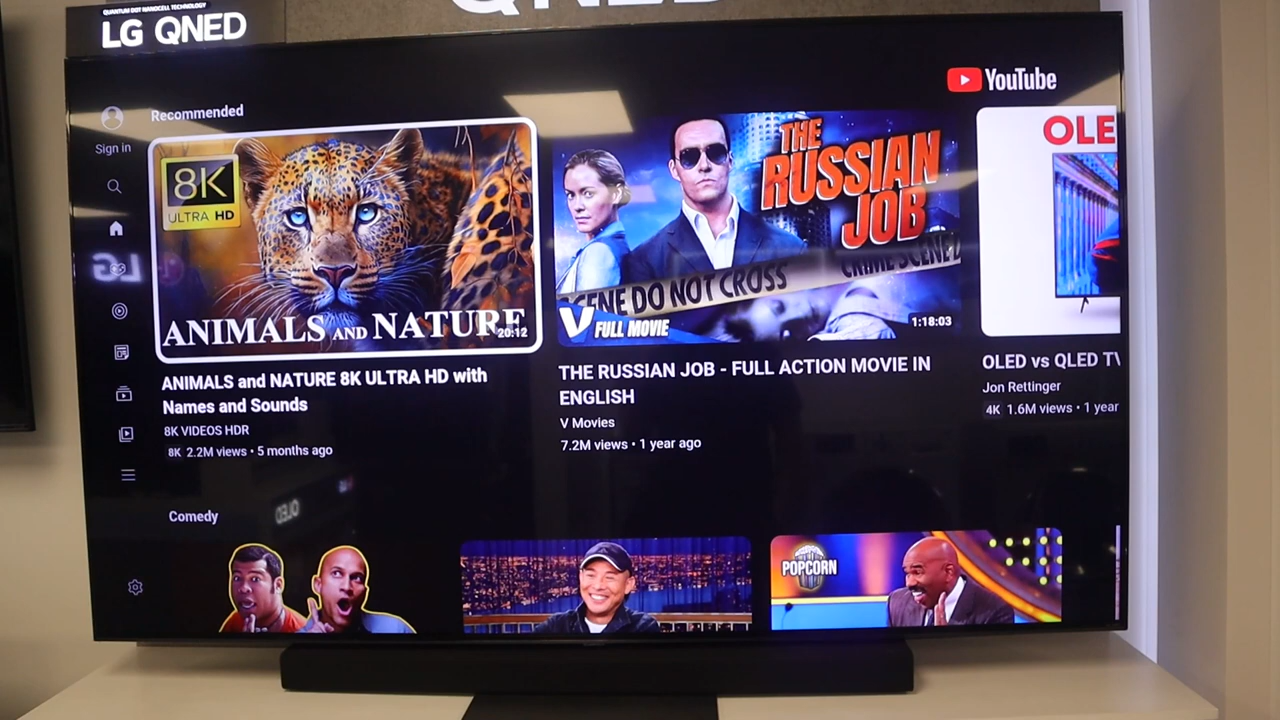 QUANTUM DOT NANOCELL TECHNOLOGY
LG QNED
QNED
YouTube
Recommended
Sign in
8K
ULTRA HD
ANIMALS AND NATURE
20:12
ANIMALS and NATURE 8K ULTRA HD with
Names and Sounds
8K VIDEOS HDR
8K 2.2M views • 5 months ago
THE
RUSSIAN
JOB
CRIME SCENE D
SCENE DO NOT CROSS
V FULL MOVIE
1:18:03
THE RUSSIAN JOB - FULL ACTION MOVIE IN
ENGLISH
V Movies
7.2M views • 1 year ago
OLE
OLED vs QLED TV
Jon Rettinger
4K 1.6M views • 1 year
LG
OLED
Comedy
POPCORN